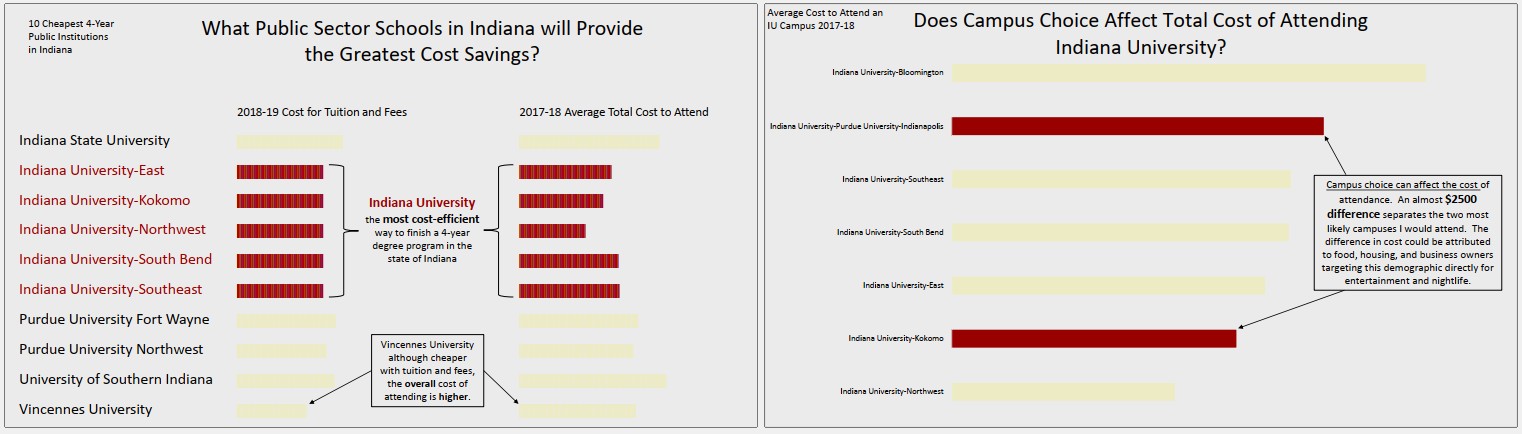 10 Cheapest 4-Year
Public Institutions
in Indiana
What Public Sector Schools in Indiana will Provide
the Greatest Cost Savings?
2018-19 Cost for Tuition and Fees
2017-18 Average Total Cost to Attend
Indiana State University
Indiana University-East
Indiana University-Kokomo
Indiana University-Northwest
Indiana University-South Bend
Indiana University-Southeast
Purdue University Fort Wayne
Purdue University Northwest
University of Southern Indiana
Vincennes University
Indiana University
the most cost-efficient
way to finish a 4-year
degree program in the
state of Indiana
Vincennes University
although cheaper
with tuition and fees,
the overall cost of
attending is higher.
Average Cost to Attend an
IU Campus 2017-18
Does Campus Choice Affect Total Cost of Attending
Indiana University?
Indiana University-Bloomington
Indiana University-Purdue University-Indianapolis
Indiana University-Southeast
Indiana University-South Bend
Indiana University-East
Indiana University-Kokomo
Indiana University-Northwest
Campus choice can affect the cost of
attendance. An almost $2500
difference separates the two most
likely campuses I would attend. The
difference in cost could be attributed
to food, housing, and business owners
targeting this demographic directly for
entertainment and nightlife.